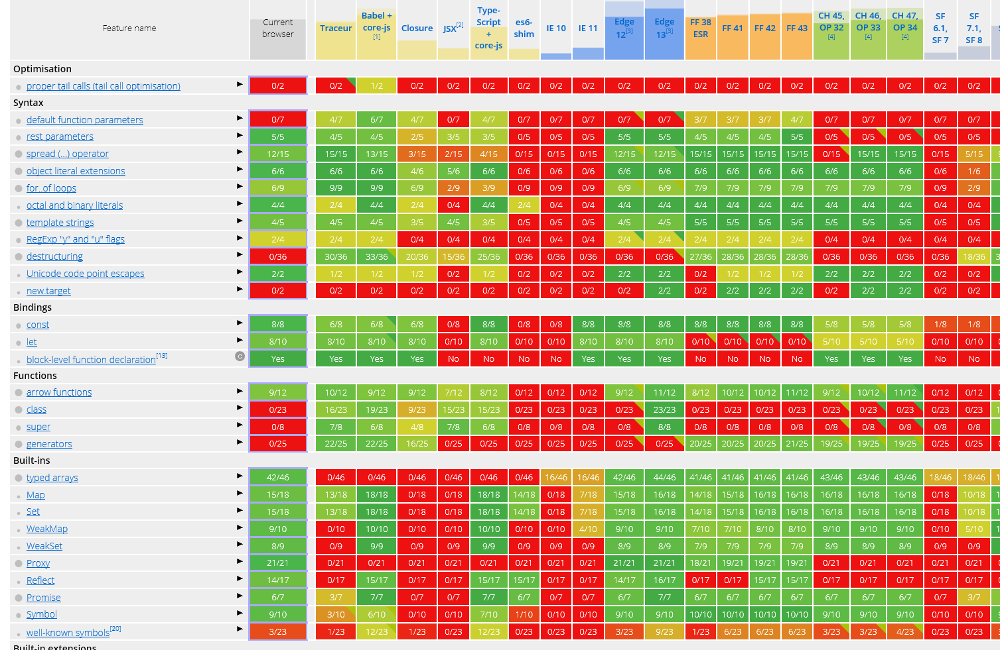 Feature name Current browser Traceur Babel + core-js [1] Closure JSX[2] Type-Script + core-js es6-shim IE 10 IE 11 Edge 12[3] Edge 13[3] FF 38 ESR FF 41 FF 42 FF 43 CH 45, OP 32 [4] CH 46, OP 33 [4] CH 47, OP 34 [4] SF 6.1, SF 7 SF 7.1, SF 8
Optimisation
proper tail calls (tail call optimisation) ► 0/2 0/2 1/2 0/2 0/2 0/2 0/2 0/2 0/2 0/2 0/2 0/2 0/2 0/2 0/2 0/2 0/2 0/2 0/2 0/2
Syntax
default function parameters ► 0/7 4/7 6/7 4/7 0/7 4/7 0/7 0/7 0/7 0/7 0/7 3/7 3/7 3/7 4/7 0/7 0/7 0/7 0/7 0/7
rest parameters ► 5/5 4/5 4/5 2/5 3/5 3/5 0/5 0/5 0/5 5/5 5/5 4/5 4/5 4/5 5/5 0/5 0/5 0/5 0/5 0/5
spread (...) operator ► 12/15 15/15 13/15 3/15 2/15 4/15 0/15 0/15 0/15 12/15 12/15 15/15 15/15 15/15 15/15 0/15 15/15 15/15 0/15 5/15
object literal extensions ► 6/6 6/6 6/6 4/6 5/6 6/6 0/6 0/6 0/6 6/6 6/6 6/6 6/6 6/6 6/6 6/6 6/6 6/6 0/6 1/6
for..of loops ► 6/9 9/9 9/9 6/9 2/9 3/9 0/9 0/9 0/9 6/9 6/9 7/9 7/9 7/9 7/9 7/9 7/9 7/9 0/9 2/9
octal and binary literals ► 4/4 2/4 4/4 2/4 0/4 4/4 2/4 0/4 0/4 4/4 4/4 4/4 4/4 4/4 4/4 4/4 4/4 4/4 0/4 0/4
template strings ► 4/5 4/5 4/5 3/5 4/5 3/5 0/5 0/5 0/5 4/5 4/5 5/5 5/5 5/5 5/5 5/5 5/5 5/5 0/5 0/5
RegExp "y" and "u" flags ► 2/4 2/4 2/4 0/4 0/4 0/4 0/4 0/4 0/4 2/4 2/4 2/4 2/4 2/4 2/4 0/4 0/4 0/4 0/4 0/4
destructuring ► 0/36 30/36 33/36 20/36 15/36 25/36 0/36 0/36 0/36 0/36 0/36 27/36 28/36 28/36 28/36 0/36 0/36 0/36 0/36 18/36
Unicode code point escapes ► 2/2 1/2 1/2 1/2 0/2 1/2 0/2 0/2 0/2 2/2 2/2 0/2 1/2 1/2 1/2 2/2 2/2 2/2 0/2 0/2
new.target ► 0/2 0/2 0/2 0/2 0/2 0/2 0/2 0/2 0/2 0/2 2/2 0/2 2/2 2/2 2/2 0/2 2/2 2/2 0/2 0/2
Bindings
const ► 8/8 6/8 6/8 6/8 0/8 8/8 0/8 0/8 8/8 8/8 8/8 8/8 8/8 8/8 8/8 5/8 5/8 5/8 1/8 1/8
let ► 8/10 8/10 8/10 8/10 0/10 8/10 0/10 0/10 8/10 8/10 8/10 0/10 0/10 0/10 0/10 5/10 5/10 5/10 0/10 0/10
block-level function declaration[13] C Yes Yes Yes Yes No No No No Yes Yes Yes No No No No Yes Yes Yes No No
Functions
arrow functions ► 9/12 10/12 9/12 9/12 7/12 8/12 0/12 0/12 0/12 9/12 11/12 8/12 10/12 10/12 11/12 9/12 10/12 11/12 0/12 0/12
class ► 0/23 16/23 19/23 9/23 15/23 15/23 0/23 0/23 0/23 0/23 23/23 0/23 0/23 0/23 0/23 0/23 0/23 0/23 0/23 0/23
super ► 0/8 7/8 6/8 4/8 7/8 6/8 0/8 0/8 0/8 0/8 8/8 0/8 0/8 0/8 0/8 0/8 0/8 0/8 0/8 0/8
generators ► 0/25 22/25 22/25 16/25 0/25 0/25 0/25 0/25 0/25 0/25 0/25 20/25 20/25 20/25 21/25 19/25 19/25 19/25 0/25 0/25
Built-ins
typed arrays ► 42/46 0/46 0/46 0/46 0/46 0/46 0/46 16/46 16/46 42/46 44/46 41/46 41/46 41/46 41/46 43/46 43/46 43/46 18/46 18/46
Map ► 15/18 13/18 18/18 0/18 0/18 18/18 14/18 0/18 7/18 15/18 16/18 14/18 15/18 16/18 16/18 16/18 16/18 16/18 0/18 10/18
Set ► 15/18 13/18 18/18 0/18 0/18 18/18 14/18 0/18 7/18 15/18 16/18 14/18 15/18 16/18 16/18 16/18 16/18 16/18 0/18 10/18
WeakMap ► 9/10 0/10 10/10 0/10 0/10 10/10 0/10 0/10 4/10 9/10 9/10 7/10 7/10 8/10 8/10 9/10 9/10 9/10 0/10 5/10
WeakSet ► 8/9 0/9 9/9 0/9 0/9 9/9 0/9 0/9 0/9 8/9 8/9 7/9 7/9 7/9 7/9 8/9 8/9 8/9 0/9 0/9
Proxy ► 21/21 0/21 0/21 0/21 0/21 0/21 0/21 0/21 0/21 21/21 21/21 18/21 19/21 19/21 19/21 0/21 0/21 0/21 0/21 0/21
Reflect ► 14/17 0/17 15/17 0/17 0/17 15/17 15/17 0/17 0/17 14/17 16/17 0/17 0/17 15/17 15/17 0/17 0/17 0/17 0/17 0/17
Promise ► 6/7 3/7 7/7 0/7 0/7 7/7 6/7 0/7 0/7 6/7 7/7 6/7 6/7 6/7 6/7 6/7 6/7 6/7 0/7 3/7
Symbol ► 9/10 3/10 6/10 0/10 0/10 7/10 1/10 0/10 0/10 9/10 9/10 10/10 10/10 10/10 10/10 9/10 9/10 9/10 0/10 0/10
well-known symbols[20] ► 3/23 1/23 12/23 1/23 0/23 12/23 0/23 0/23 0/23 3/23 9/23 1/23 6/23 6/23 6/23 3/23 3/23 4/23 0/23 0/23
Built-in extensions